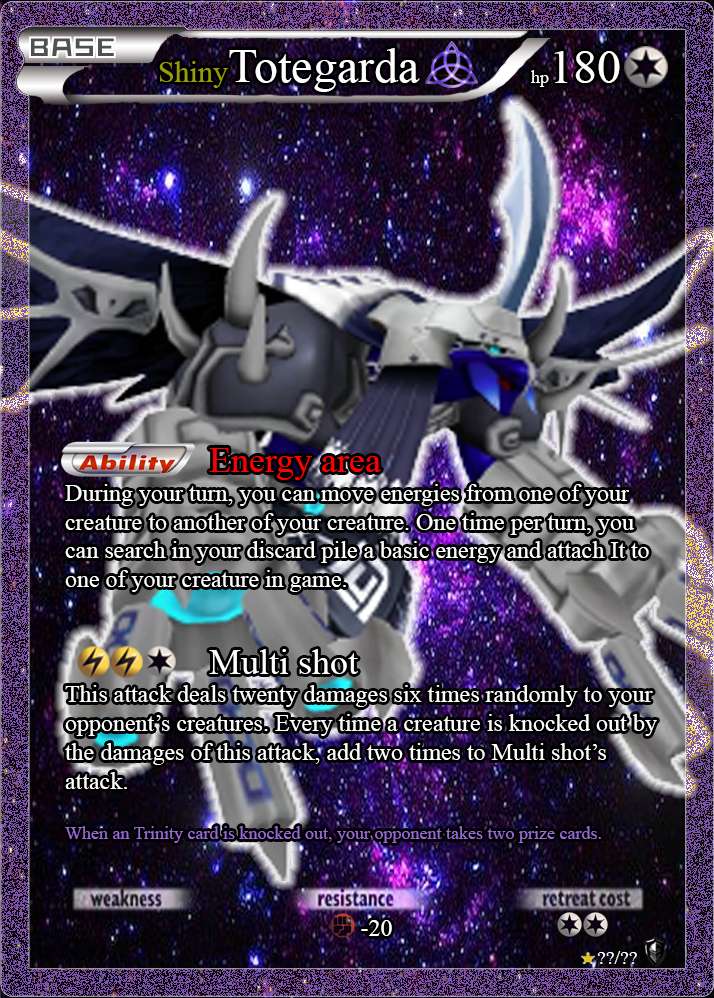 BASE
Shiny Totegarda hp 180
Ability Energy area
During your turn, you can move energies from one of your
creature to another of your creature. One time per turn, you
can search in your discard pile a basic energy and attach It to
one of your creature in game.
Multi shot
This attack deals twenty damages six times randomly to your
opponent's creatures. Every time a creature is knocked out by
the damages of this attack, add two times to Multi shot's
attack.
When an Trinity card is knocked out, your opponent takes two prize cards.
weakness resistance retreat cost
-20
??/??